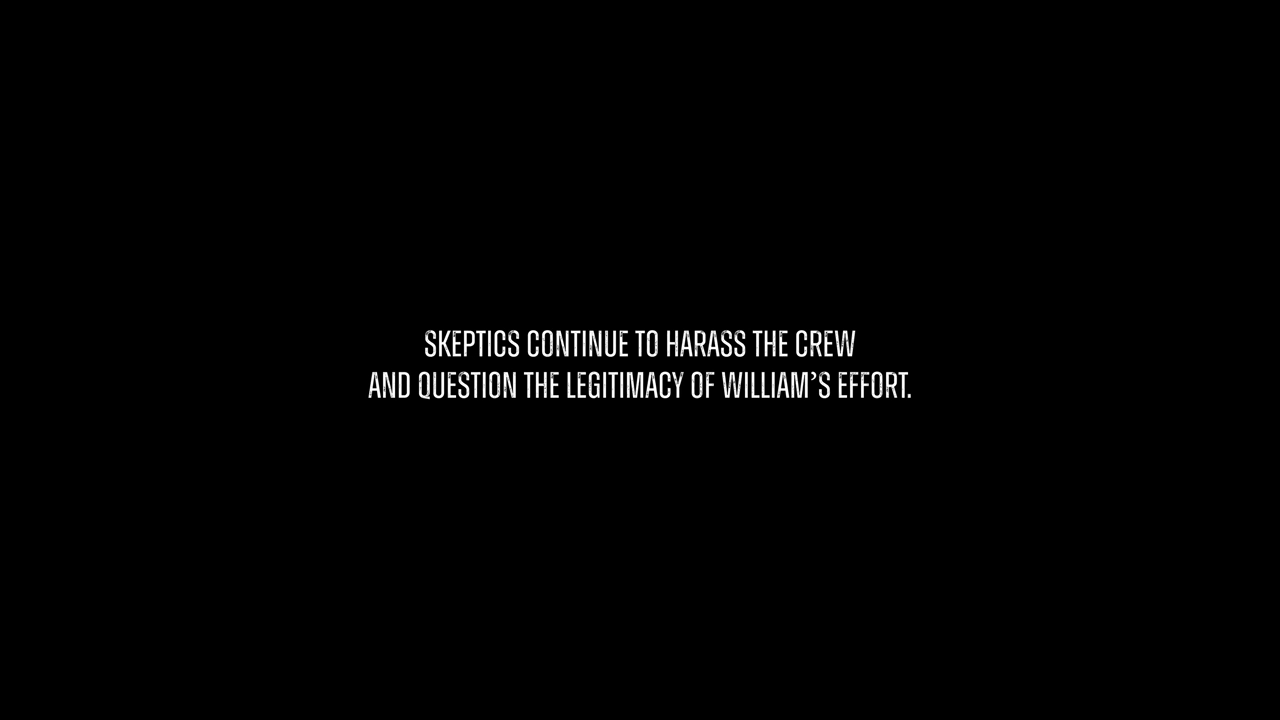 SKEPTICS CONTINUE TO HARASS THE CREW
AND QUESTION THE LEGITIMACY OF WILLIAM'S EFFORT.